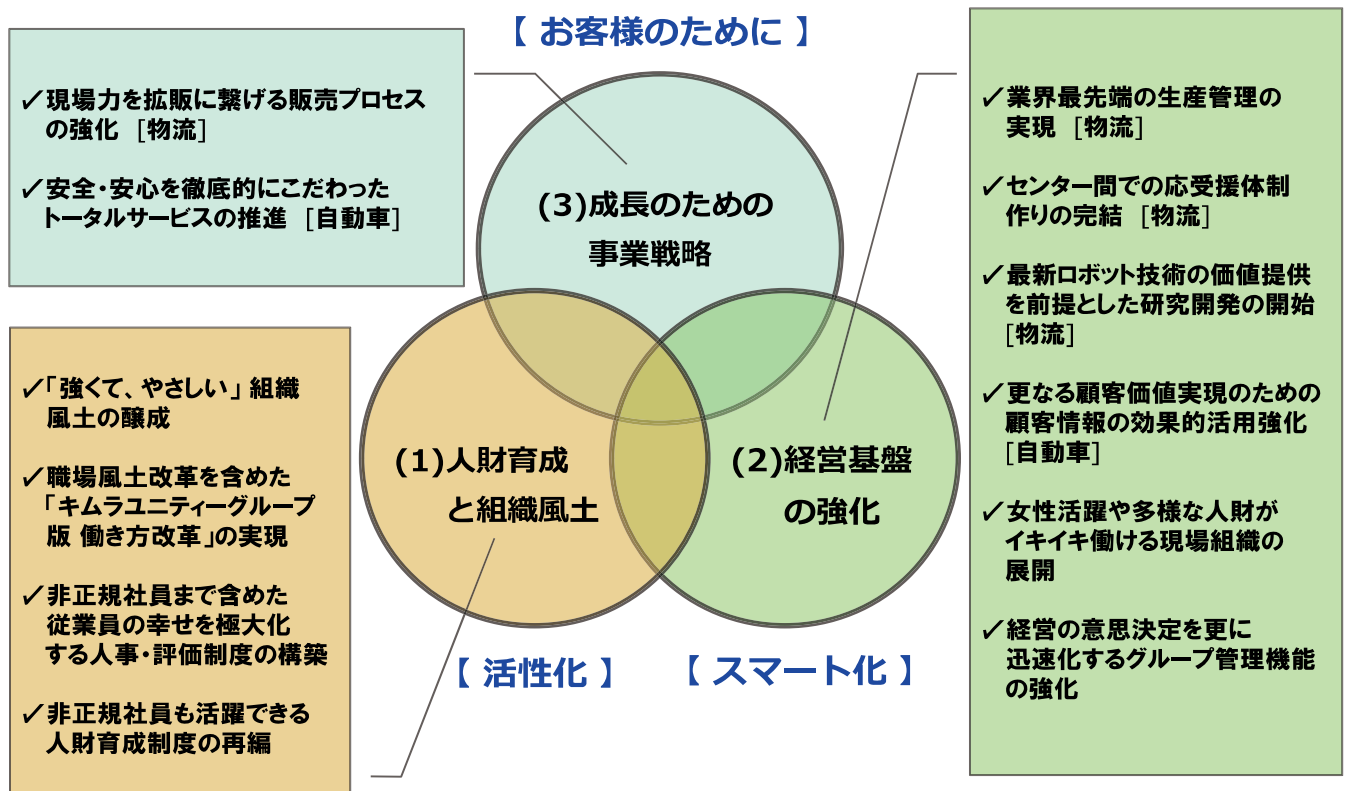 【 お客様のために 】
✓現場力を拡販に繋げる販売プロセス
の強化 [物流]
✓安全・安心を徹底的にこだわった
トータルサービスの推進 [自動車]
(3)成長のための
事業戦略
✓「強くて、やさしい」組織
風土の醸成
✓職場風土改革を含めた
「キムラユニティーグループ
版 働き方改革」の実現
✓非正規社員まで含めた
従業員の幸せを極大化
する人事・評価制度の構築
✓非正規社員も活躍できる
人財育成制度の再編
(1)人財育成
と組織風土
【 活性化 】
(2)経営基盤
の強化
【 スマート化 】
✓業界最先端の生産管理の
実現 [物流]
✓センター間での応受援体制
作りの完結 [物流]
✓最新ロボット技術の価値提供
を前提とした研究開発の開始
[物流]
✓更なる顧客価値実現のための
顧客情報の効果的活用強化
[自動車]
✓女性活躍や多様な人財が
イキイキ働ける現場組織の
展開
✓経営の意思決定を更に
迅速化するグループ管理機能
の強化